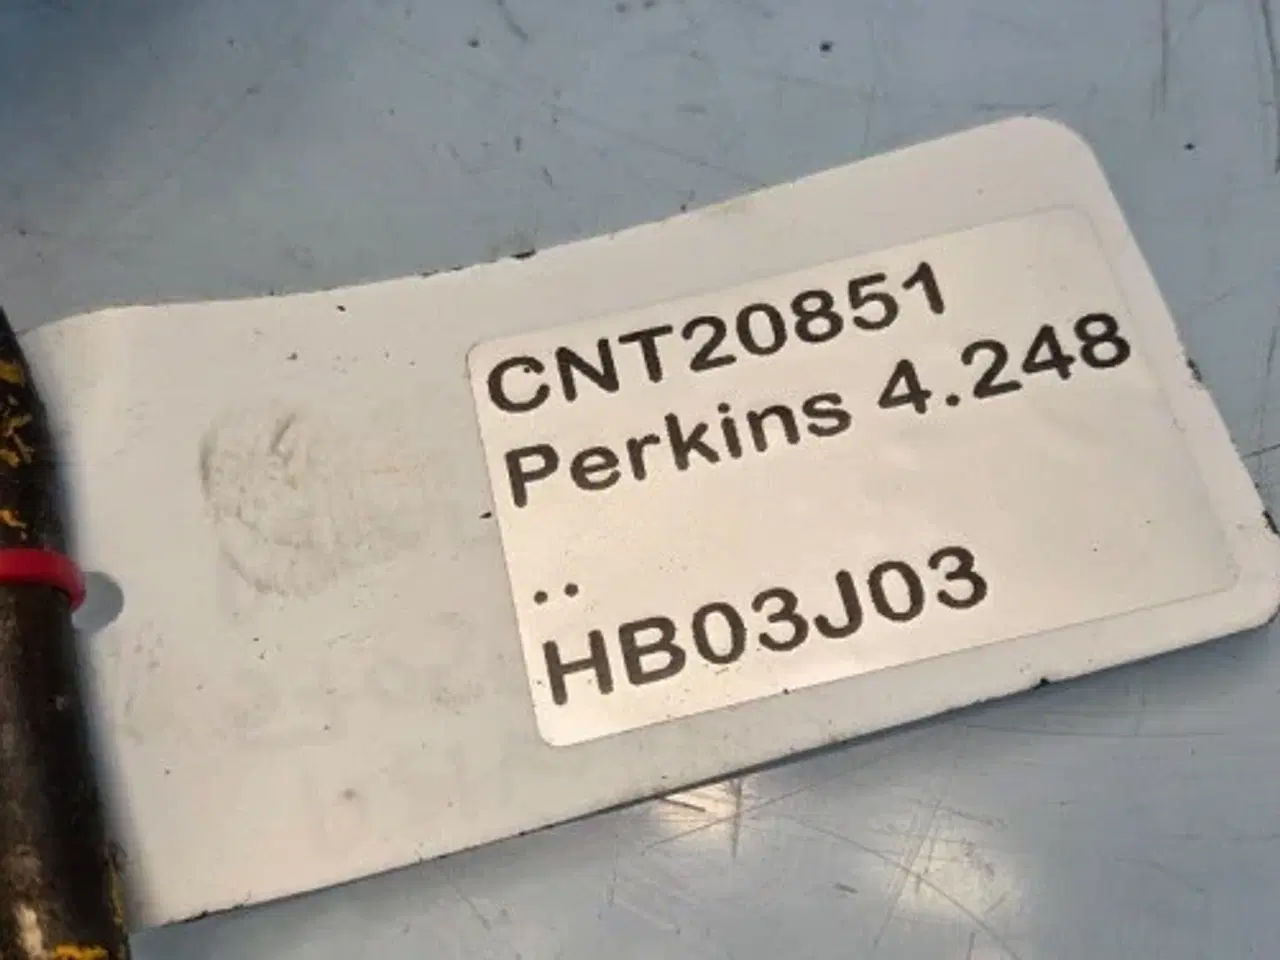 CNT20851
Perkins 4.248
..
HB03J03